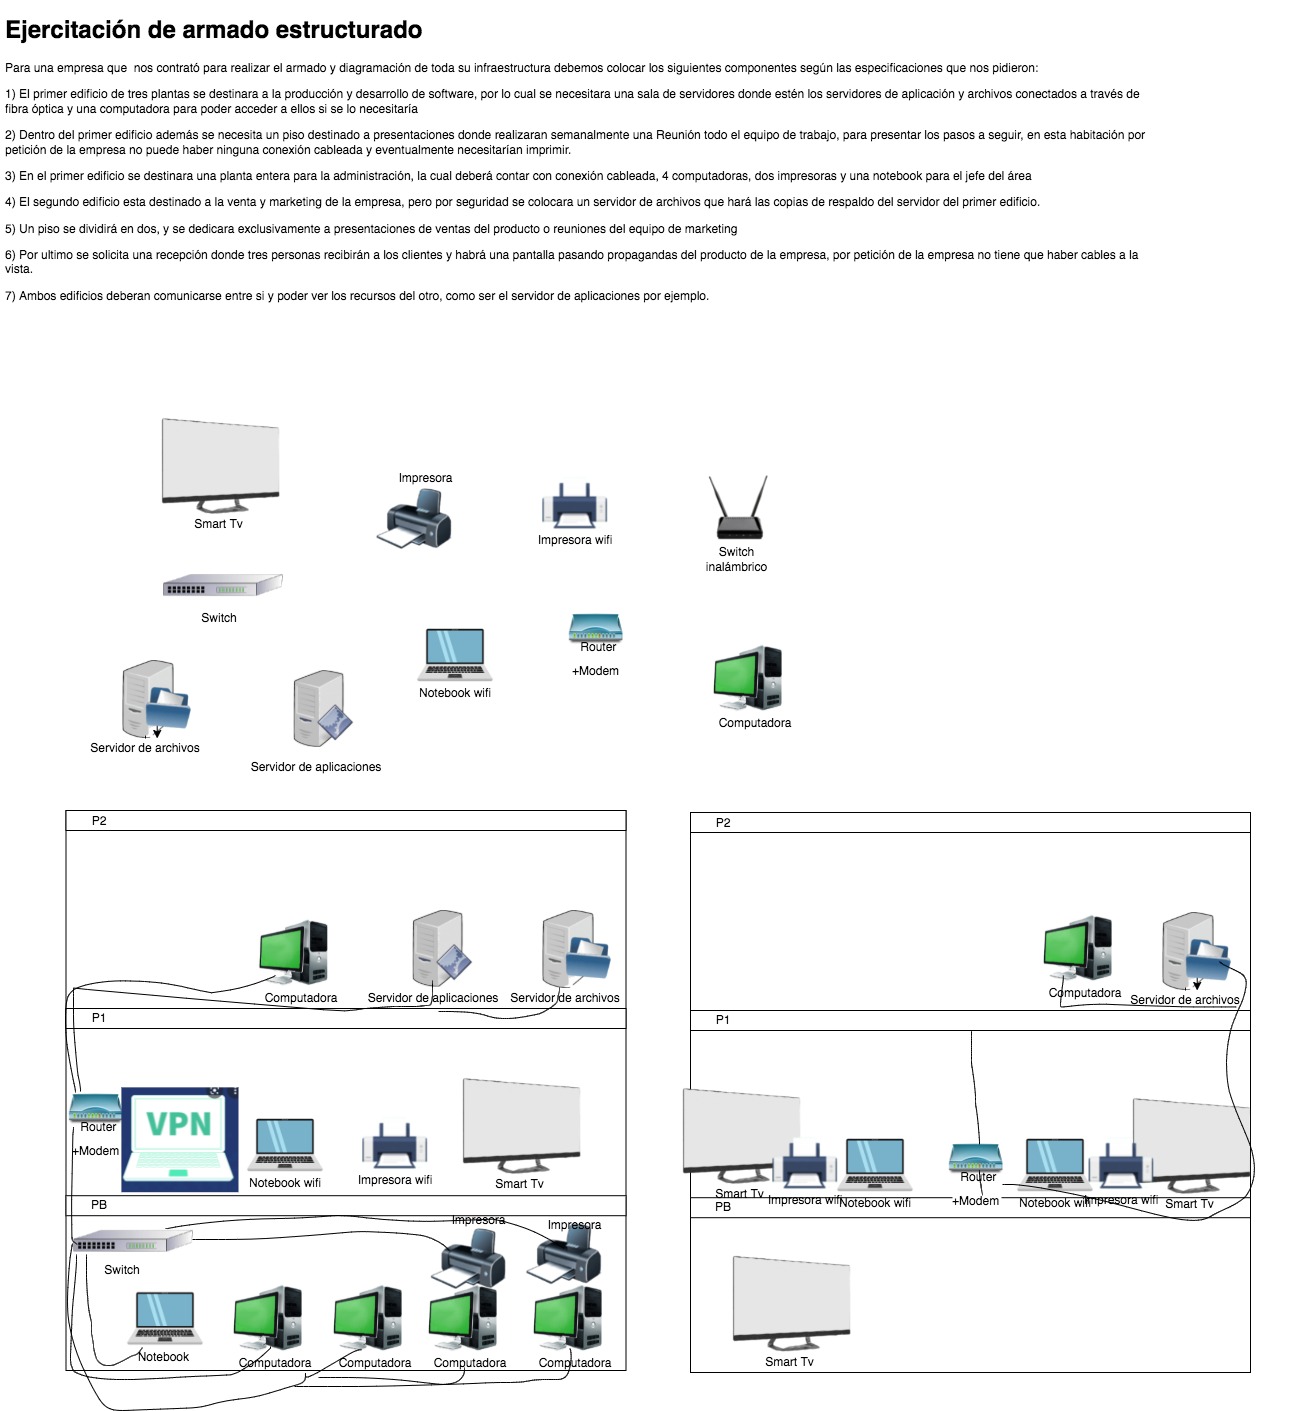 Ejercitación de armado estructurado
Para una empresa que  nos contrató para realizar el armado y diagramación de toda su infraestructura debemos colocar los siguientes componentes según las especificaciones que nos pidieron:
1) El primer edificio de tres plantas se destinara a la producción y desarrollo de software, por lo cual se necesitara una sala de servidores donde estén los servidores de aplicación y archivos conectados a través de
fibra óptica y una computadora para poder acceder a ellos si se lo necesitaría
2) Dentro del primer edificio además se necesita un piso destinado a presentaciones donde realizaran semanalmente una Reunión todo el equipo de trabajo, para presentar los pasos a seguir, en esta habitación por
petición de la empresa no puede haber ninguna conexión cableada y eventualmente necesitarían imprimir.
3) En el primer edificio se destinara una planta entera para la administración, la cual deberá contar con conexión cableada, 4 computadoras, dos impresoras y una notebook para el jefe del área
4) El segundo edificio esta destinado a la venta y marketing de la empresa, pero por seguridad se colocara un servidor de archivos que hará las copias de respaldo del servidor del primer edificio.
5) Un piso se dividirá en dos, y se dedicara exclusivamente a presentaciones de ventas del producto o reuniones del equipo de marketing
6) Por ultimo se solicita una recepción donde tres personas recibirán a los clientes y habrá una pantalla pasando propagandas del producto de la empresa, por petición de la empresa no tiene que haber cables a la
vista.
7) Ambos edificios deberan comunicarse entre si y poder ver los recursos del otro, como ser el servidor de aplicaciones por ejemplo.
Smart Tv
Impresora
Impresora wifi
Switch
inalámbrico
Switch
Notebook wifi
Router
+Modem
Computadora
Servidor de archivos
Servidor de aplicaciones
P2
Computadora
Servidor de aplicaciones
Servidor de archivos
P1
Router
+Modem
VPN
Notebook wifi
Impresora wifi
Smart Tv
PB
Switch
Impresora
Impresora
Notebook
Computadora
Computadora
Computadora
Computadora
P2
Computadora
Servidor de archivos
P1
Smart Tv
Impresora wifi
Notebook wifi
Router
+Modem
Notebook wifi
Impresora wifi
Smart Tv
PB
Smart Tv